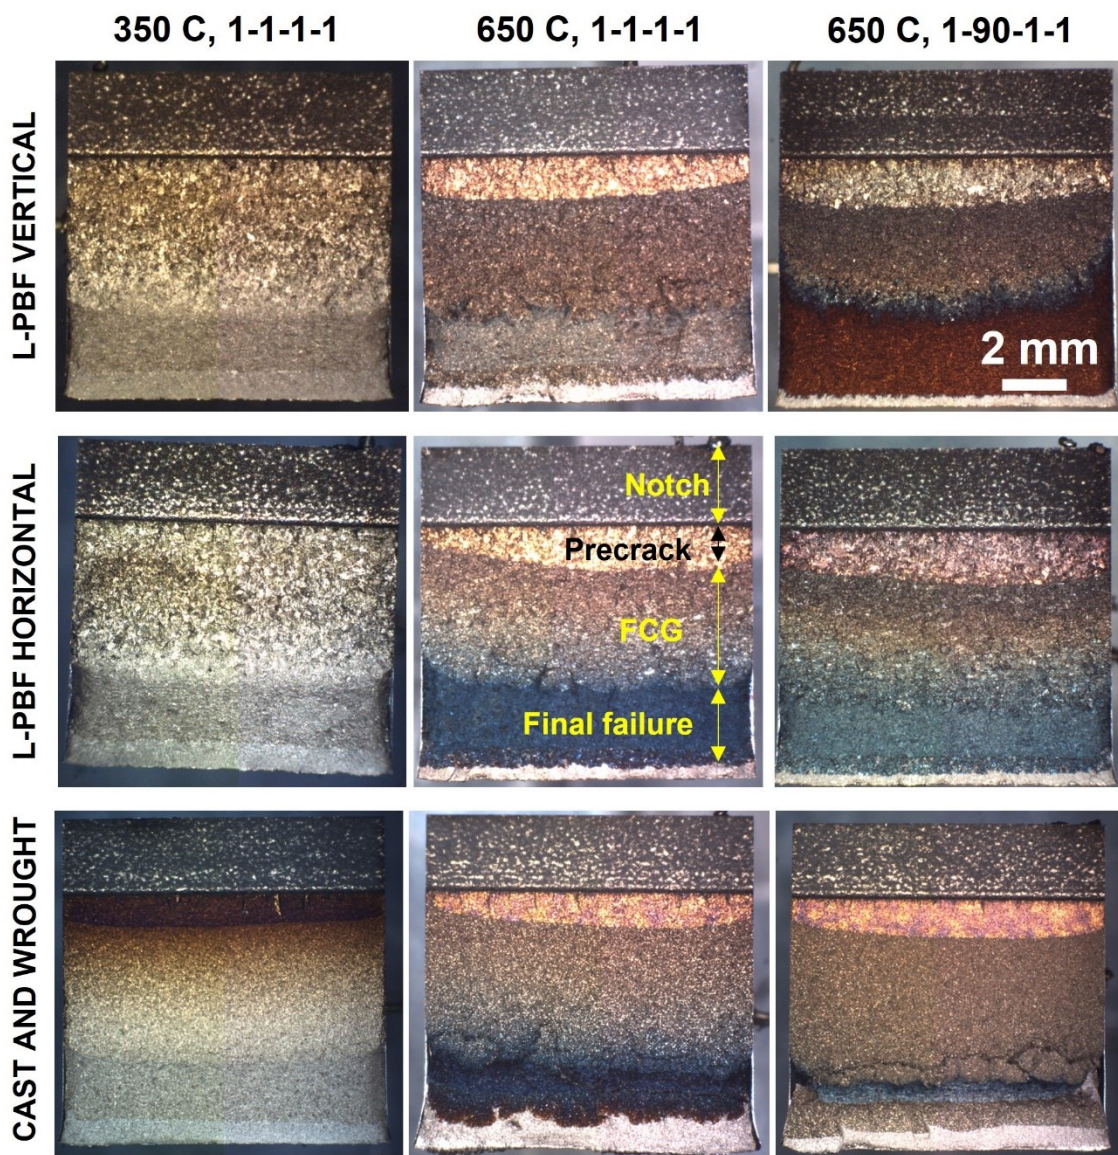 350 C, 1-1-1-1
650 C, 1-1-1-1
650 C, 1-90-1-1
L-PBF VERTICAL
2 mm
L-PBF HORIZONTAL
Notch
Precrack
FCG
Final failure
CAST AND WROUGHT